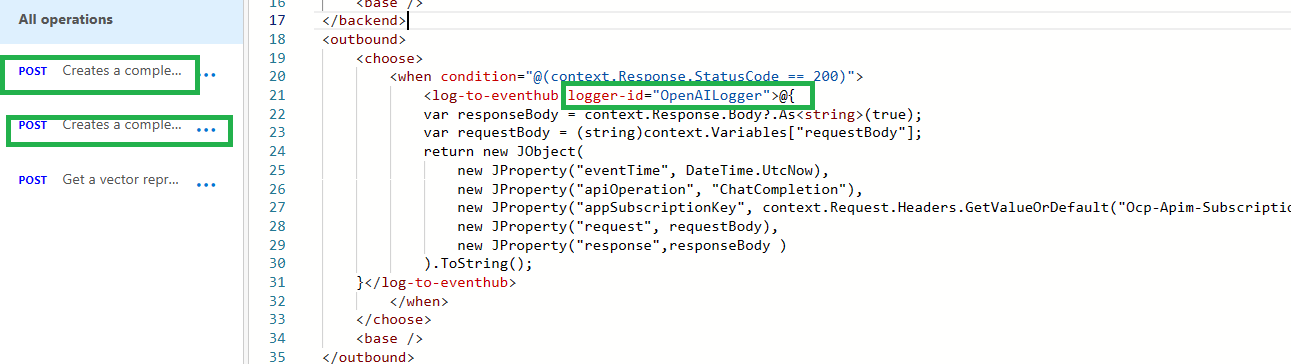 All operations
POST Creates a comple... ...
POST Creates a comple... ...
POST Get a vector repr... ...
16 <base />
17 </backend>
18 <outbound>
19 <choose>
20 <when condition="@(context.Response.StatusCode == 200)">
21 <log-to-eventhub logger-id="OpenAILogger">@{
22 var responseBody = context.Response.Body?.As<string>(true);
23 var requestBody = (string)context.Variables["requestBody"];
24 return new JObject(
25 new JProperty("eventTime", DateTime.UtcNow),
26 new JProperty("apiOperation", "ChatCompletion"),
27 new JProperty("appSubscriptionKey", context.Request.Headers.GetValueOrDefault("Ocp-Apim-Subscriptio
28 new JProperty("request", requestBody),
29 new JProperty("response",responseBody )
30 ).ToString();
31 }</log-to-eventhub>
32 </when>
33 </choose>
34 <base />
35 </outbound>